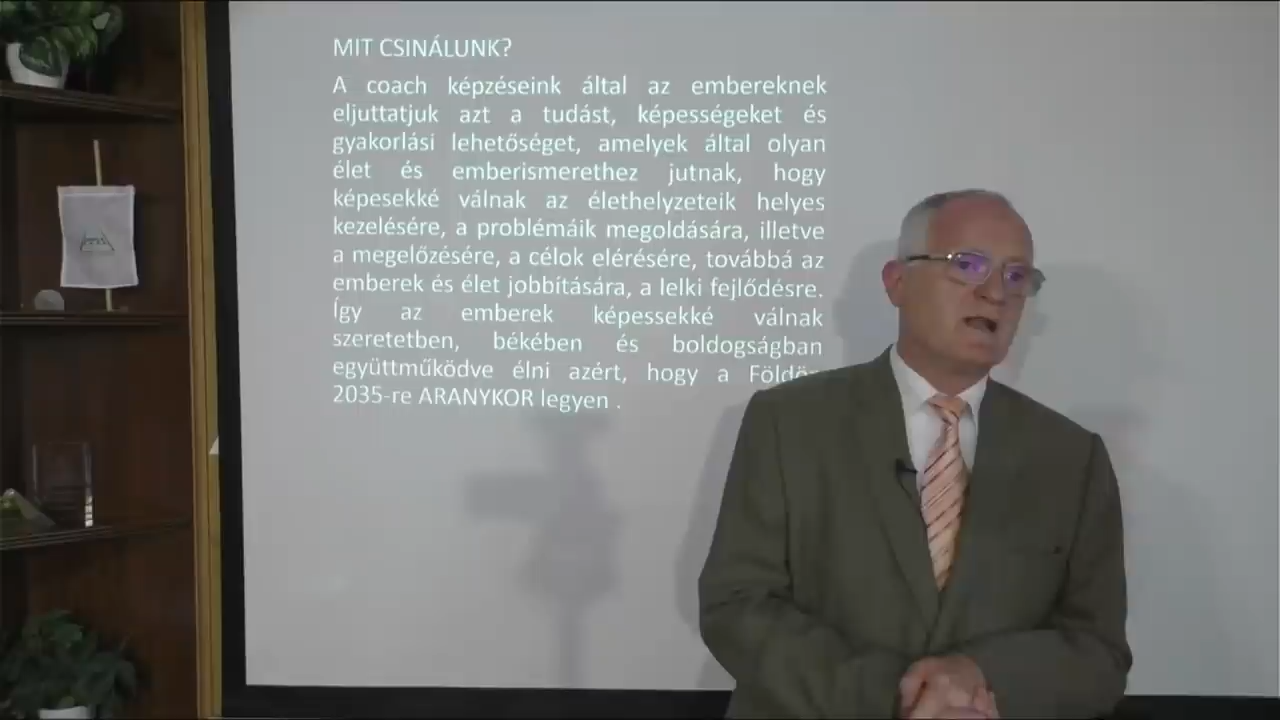 MIT CSINÁLUNK?
A coach képzéseink által az embereknek
eljuttatjuk azt a tudást, képességeket és
gyakorlási lehetőséget, amelyek által olyan
élet és emberismerethez jutnak, hogy
képesekké válnak az élethelyzeteik helyes
kezelésére, a problémáik megoldására, illetve
a megelőzésére, a célok elérésére, továbbá az
emberek és élet jobbítására, a lelki fejlődésre.
Így az emberek képessekké válnak
szeretetben, békében és boldogságban
együttműködve élni azért, hogy a Földön
2035-re ARANYKOR legyen .